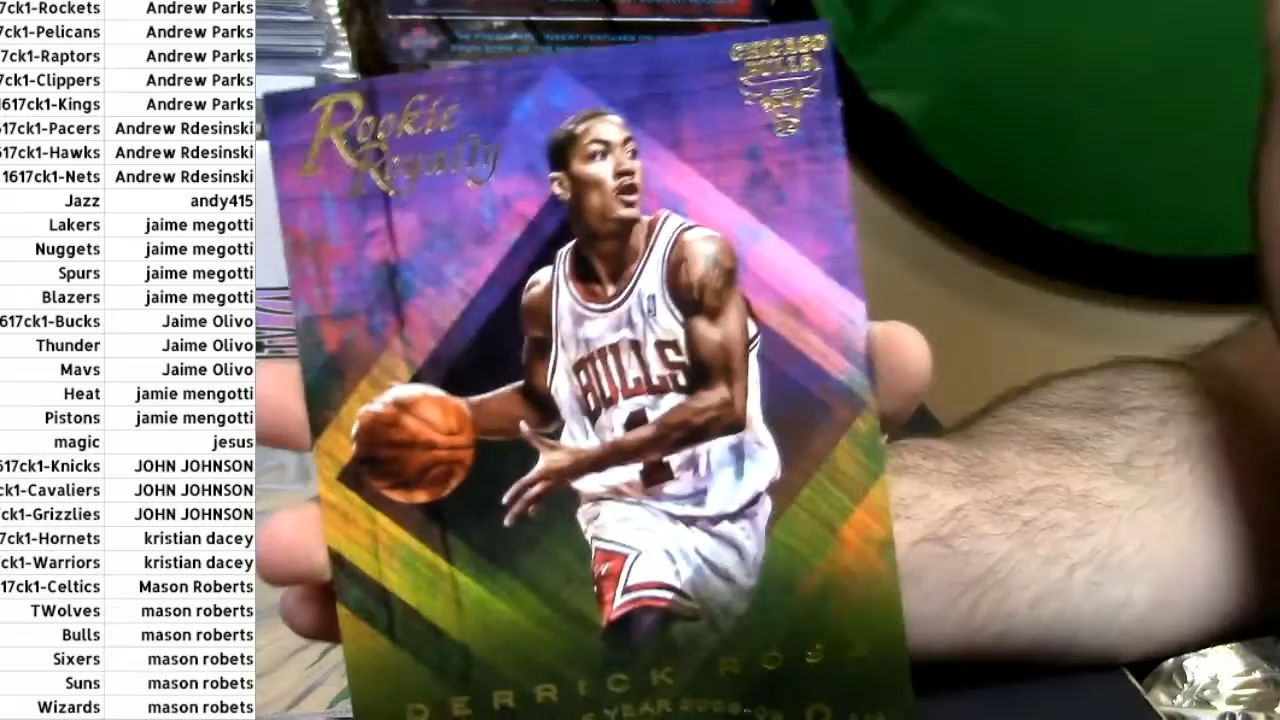 7ck1-Rockets Andrew Parks
7ck1-Pelicans Andrew Parks
7ck1-Raptors Andrew Parks
7ck1-Clippers Andrew Parks
1617ck1-Kings Andrew Parks
17ck1-Pacers Andrew Rdesinski
17ck1-Hawks Andrew Rdesinski
1617ck1-Nets Andrew Rdesinski
Jazz andy415
Lakers jaime megotti
Nuggets jaime megotti
Spurs jaime megotti
Blazers jaime megotti
617ck1-Bucks Jaime Olivo
Thunder Jaime Olivo
Mavs Jaime Olivo
Heat jamie mengotti
Pistons jamie mengotti
magic jesus
617ck1-Knicks JOHN JOHNSON
ck1-Cavaliers JOHN JOHNSON
ck1-Grizzlies JOHN JOHNSON
7ck1-Hornets kristian dacey
ck1-Warriors kristian dacey
17ck1-Celtics Mason Roberts
TWolves mason roberts
Bulls mason roberts
Sixers mason robets
Suns mason robets
Wizards mason robets
CHICAGO
BULLS
Rookie
Royalty
BULLS
1
DERRICK ROSE
YEAR